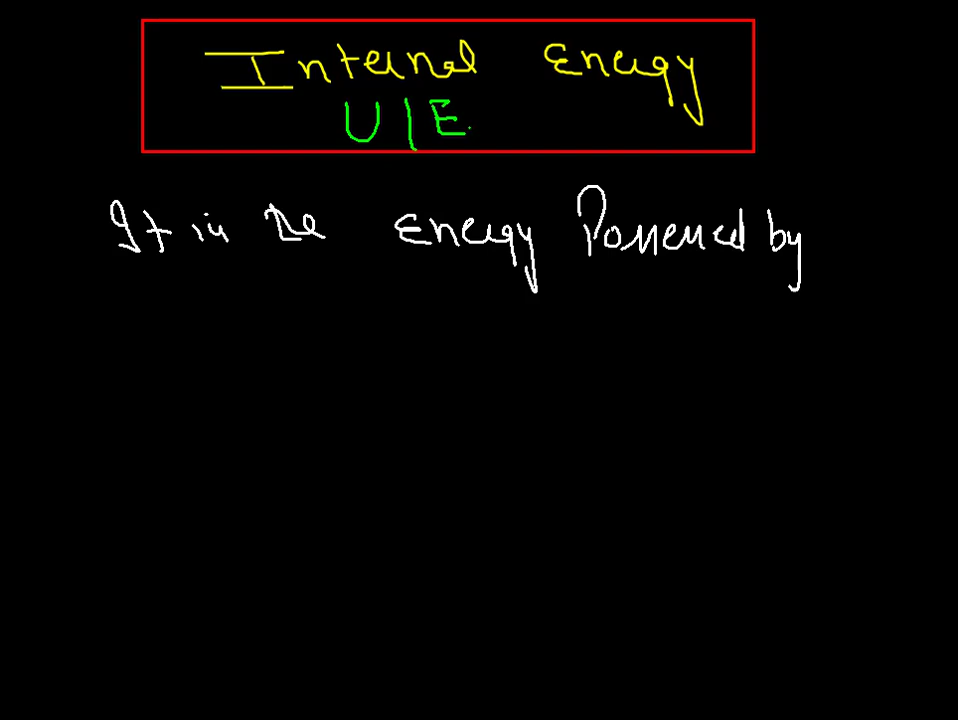 Internal Energy
U/E
It is the Energy Possessed by